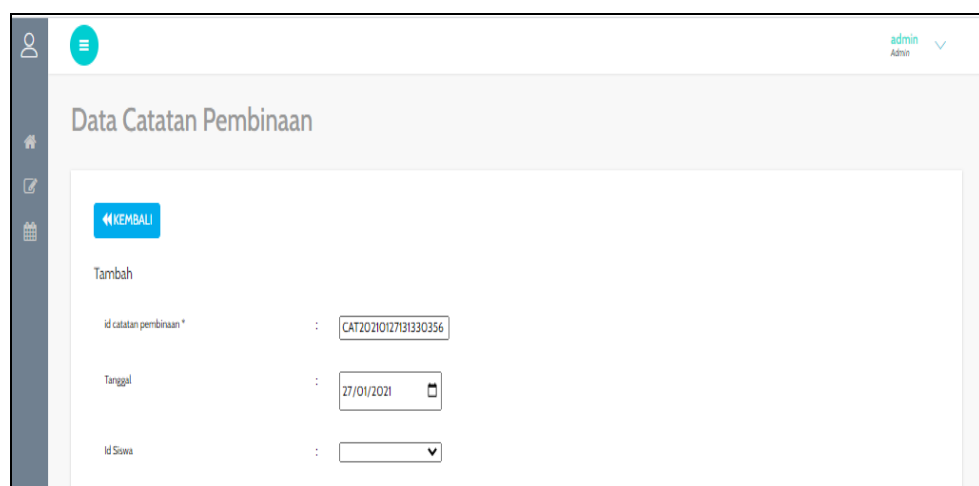 admin
Admin
Data Catatan Pembinaan
KEMBALI
Tambah
id catatan pembinaan * : CAT20210127131330356
Tanggal : 27/01/2021
Id Siswa :